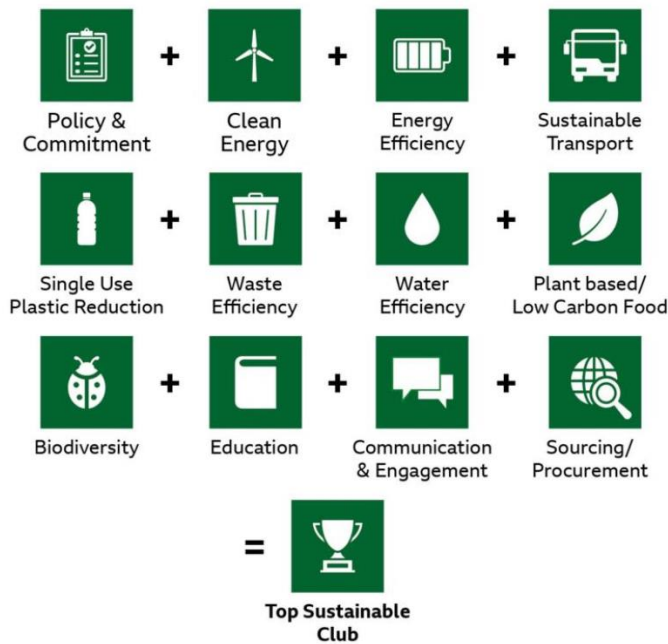 + + +
Policy &
Commitment
Clean
Energy
Energy
Efficiency
Sustainable
Transport
+ + +
Single Use
Plastic Reduction
Waste
Efficiency
Water
Efficiency
Plant based/
Low Carbon Food
+ + +
Biodiversity
Education
Communication
& Engagement
Sourcing/
Procurement
=
Top Sustainable
Club